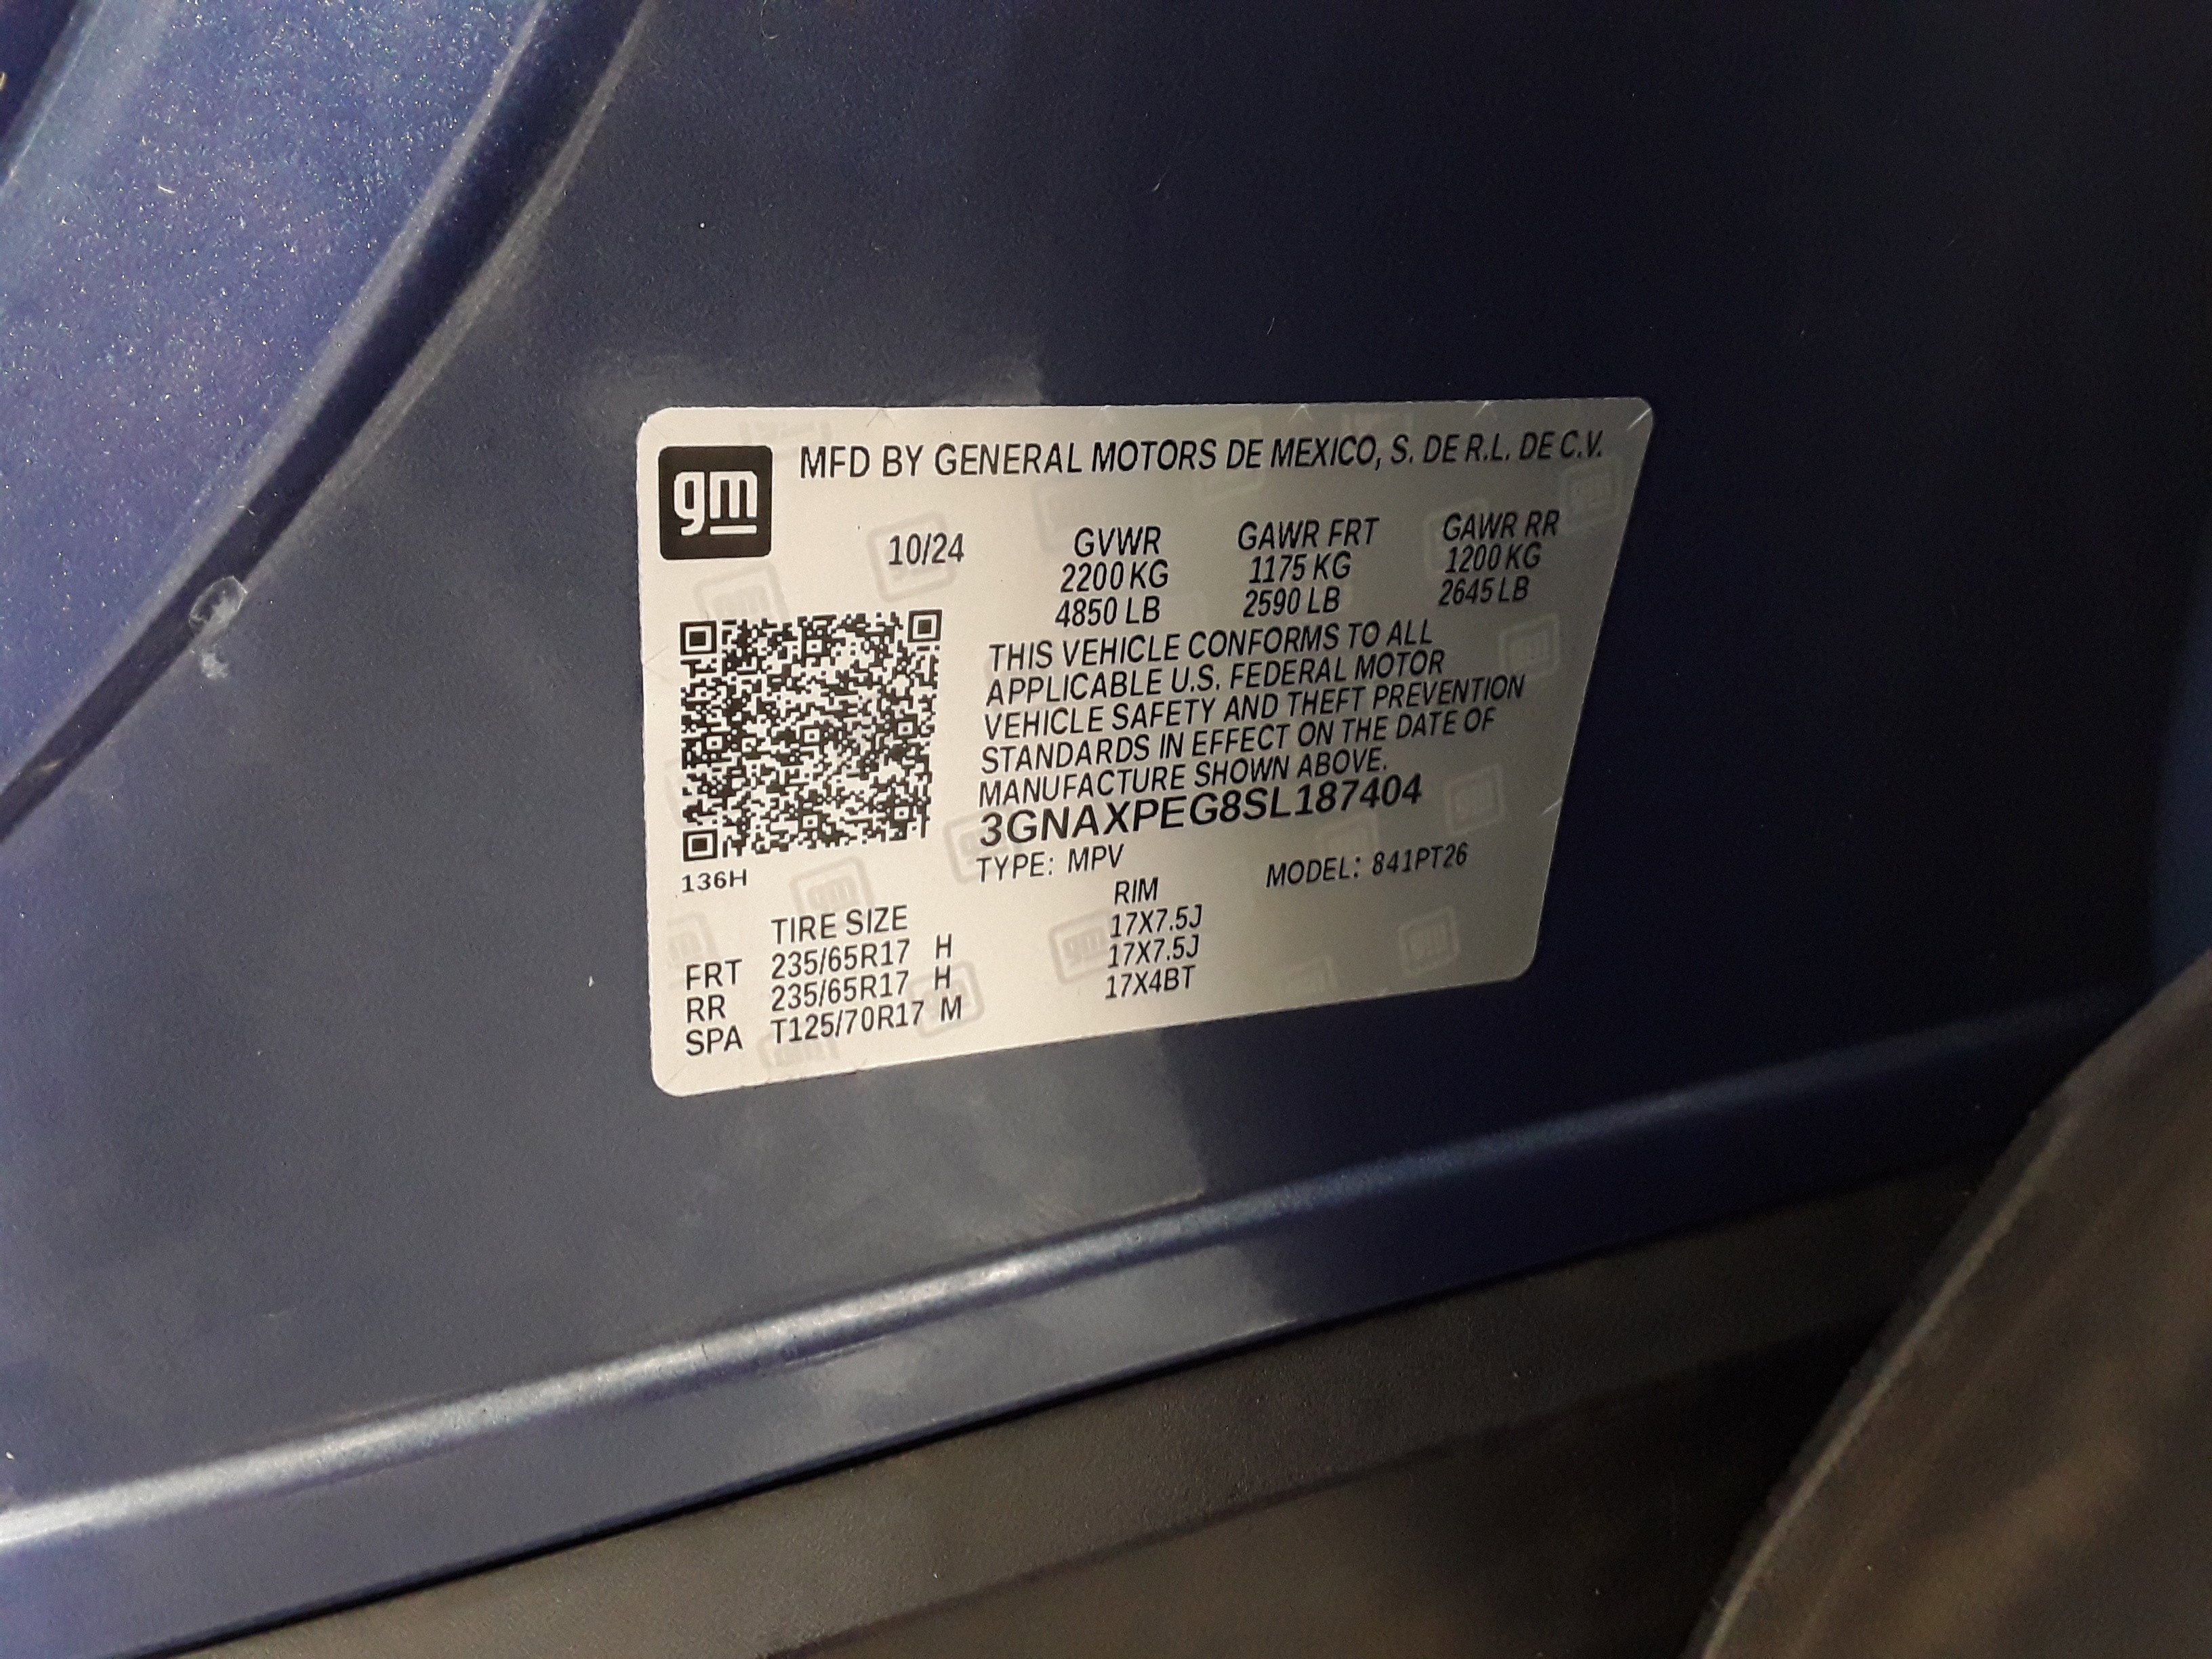 gm
MFD BY GENERAL MOTORS DE MEXICO, S. DE R.L. DE C.V.
10/24 GVWR GAWR FRT GAWR RR
2200 KG 1175 KG 1200 KG
4850 LB 2590 LB 2645 LB
THIS VEHICLE CONFORMS TO ALL
APPLICABLE U.S. FEDERAL MOTOR
VEHICLE SAFETY AND THEFT PREVENTION
STANDARDS IN EFFECT ON THE DATE OF
MANUFACTURE SHOWN ABOVE.
3GNAXPEG8SL187404
136H
TYPE: MPV MODEL: 841PT26
TIRE SIZE RIM
FRT 235/65R17 H 17X7.5J
RR 235/65R17 H 17X7.5J
SPA T125/70R17 M 17X4BT